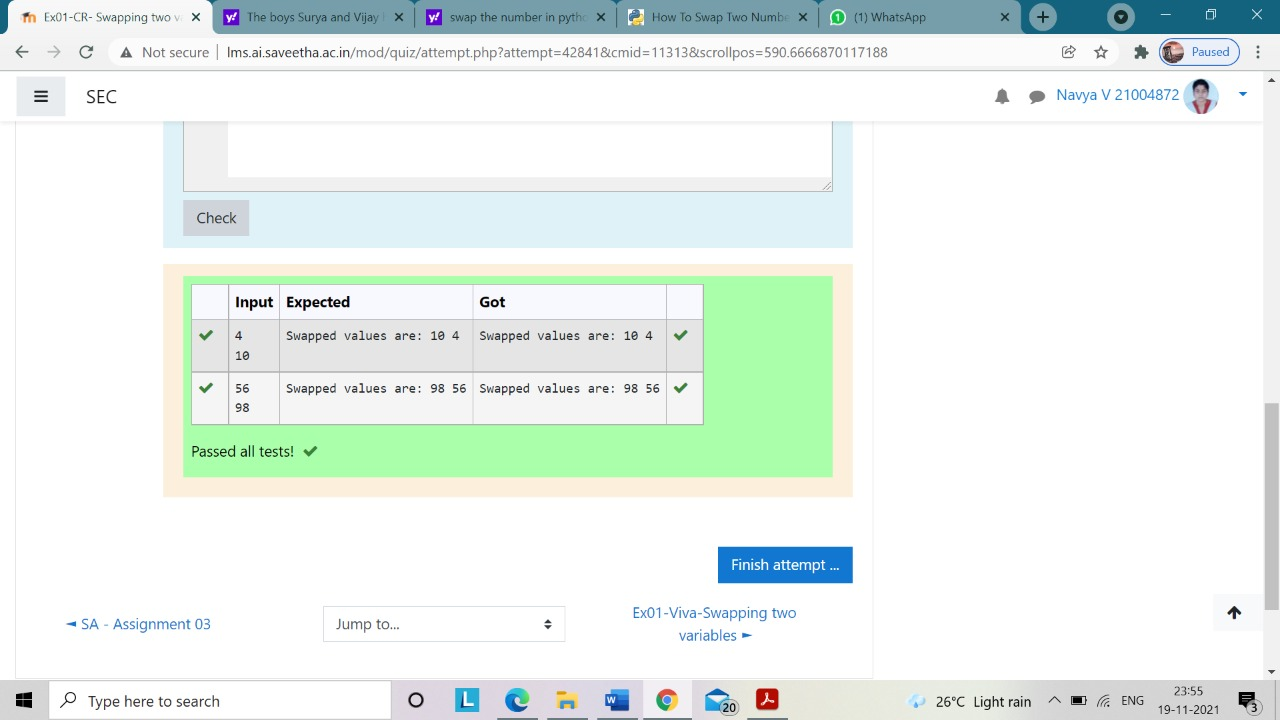 Ex01-CR- Swapping two v
The boys Surya and Vijay
swap the number in pytho
How To Swap Two Numbe
(1) WhatsApp
Not secure | lms.ai.saveetha.ac.in/mod/quiz/attempt.php?attempt=42841&cmid=11313&scrollpos=590.6666870117188
Paused
SEC
Navya V 21004872
Check
Input Expected Got
4 Swapped values are: 10 4 Swapped values are: 10 4
10
56 Swapped values are: 98 56 Swapped values are: 98 56
98
Passed all tests!
Finish attempt ...
◄ SA - Assignment 03
Jump to...
Ex01-Viva-Swapping two
variables ►
Type here to search
20
26°C Light rain
ENG
23:55
19-11-2021
3